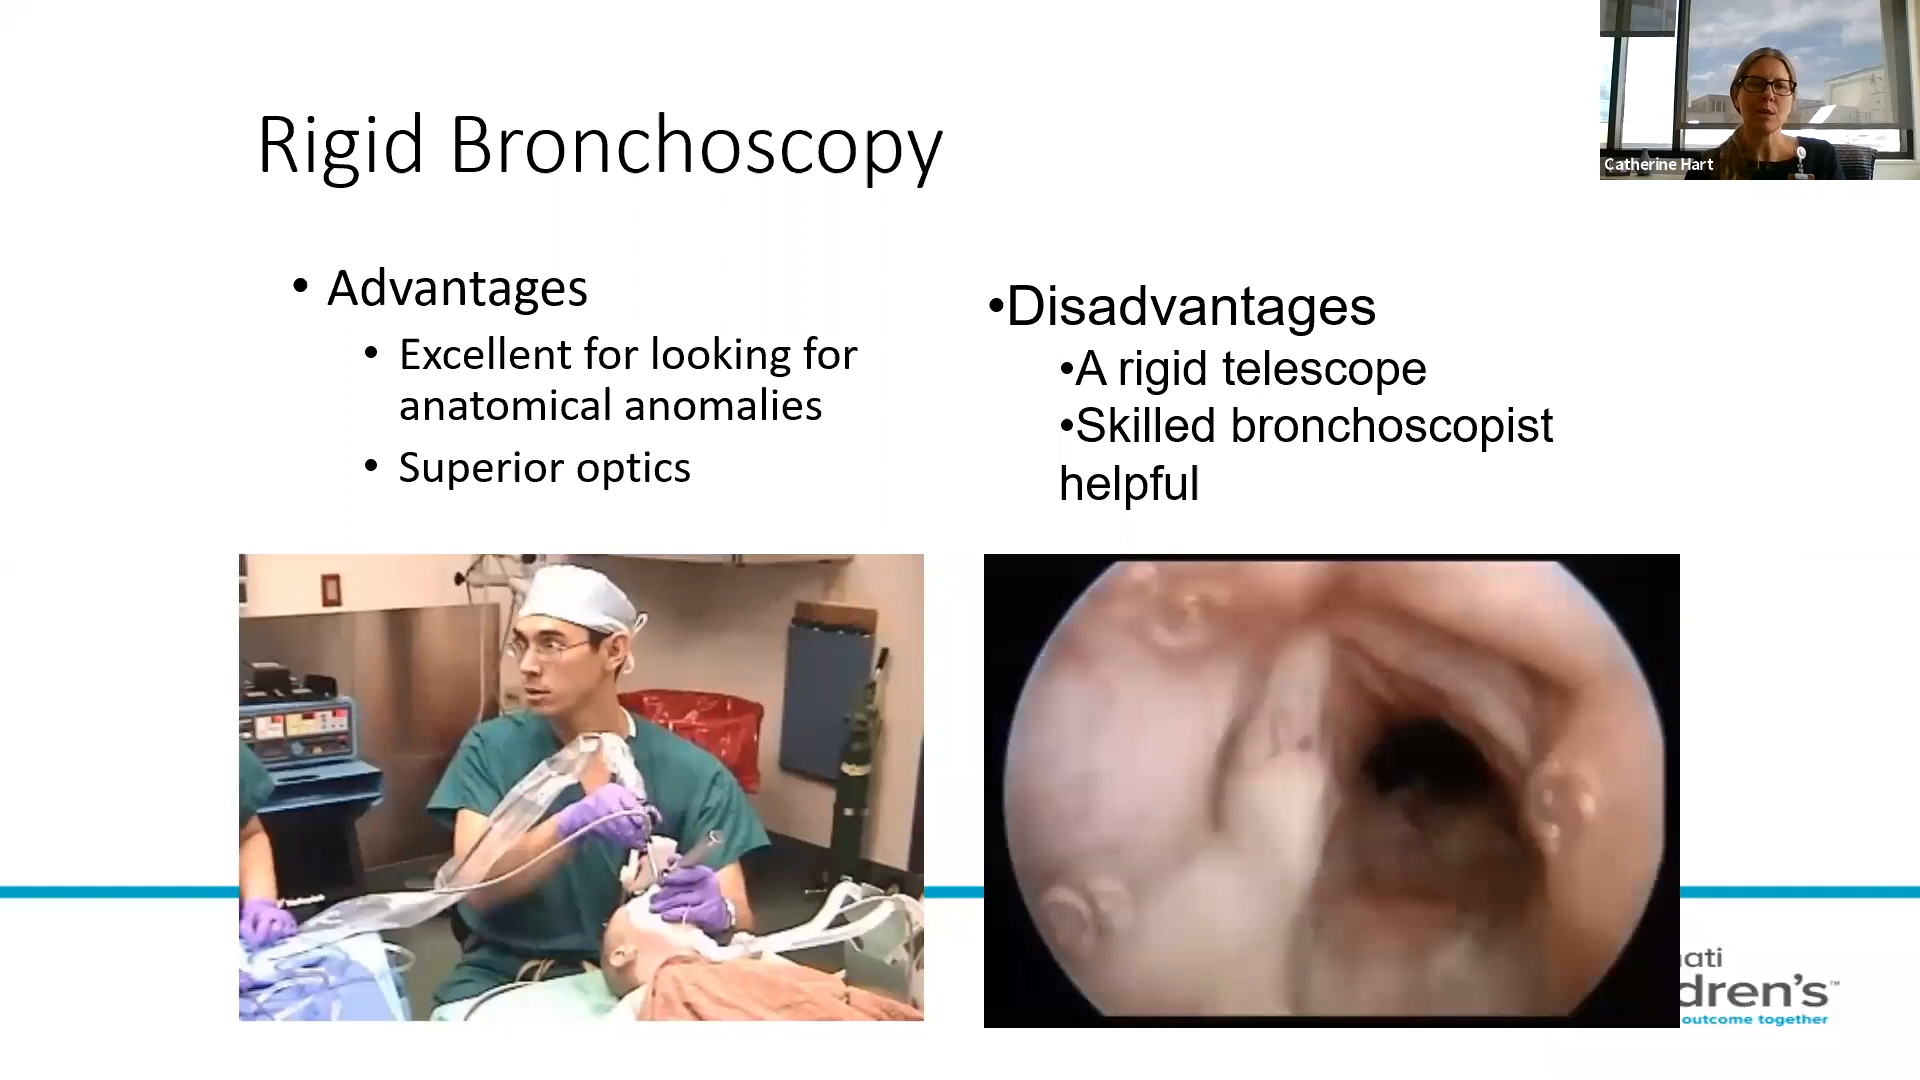 Rigid Bronchoscopy
Catherine Hart
• Advantages
• Excellent for looking for
anatomical anomalies
• Superior optics
•Disadvantages
•A rigid telescope
•Skilled bronchoscopist
helpful
ati
dren's™
outcome together